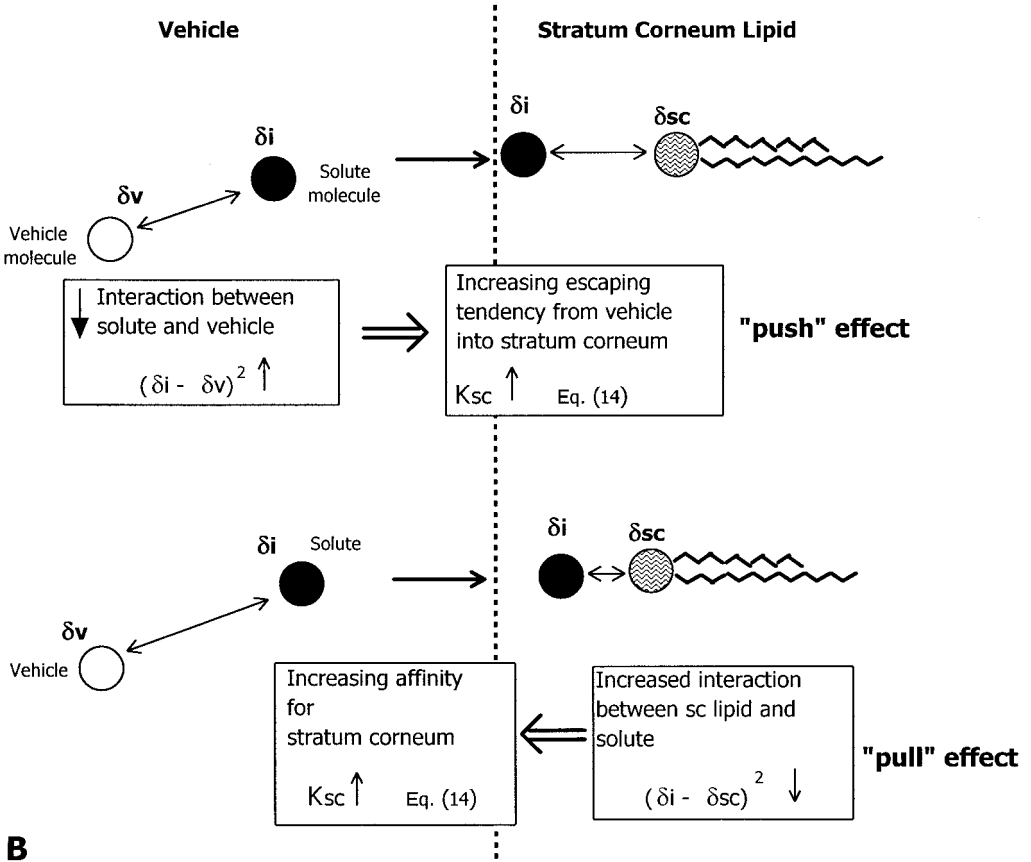 Vehicle
Stratum Corneum Lipid
δi
δsc
δi
Solute
molecule
δv
Vehicle
molecule
Interaction between
solute and vehicle
(δi - δv)² ↑
Increasing escaping
tendency from vehicle
into stratum corneum
Ksc ↑ Eq. (14)
"push" effect
δi
Solute
δi
δsc
δv
Vehicle
Increasing affinity
for
stratum corneum
Ksc ↑ Eq. (14)
Increased interaction
between sc lipid and
solute
(δi - δsc)² ↓
"pull" effect
B